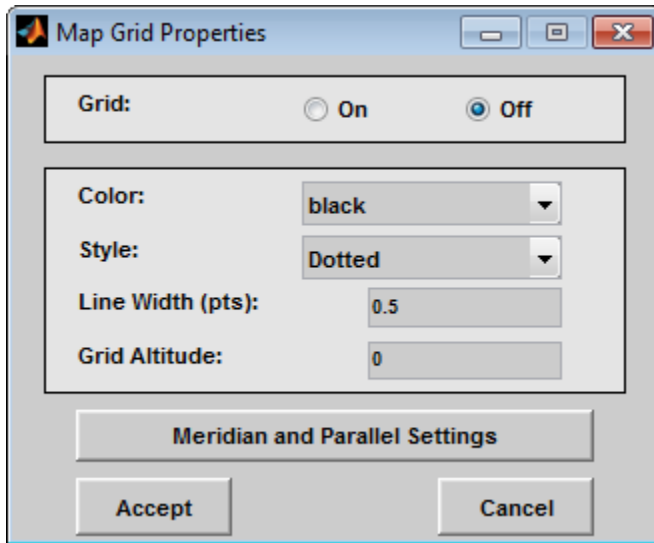 Map Grid Properties
Grid: On Off
Color: black
Style: Dotted
Line Width (pts): 0.5
Grid Altitude: 0
Meridian and Parallel Settings
Accept Cancel